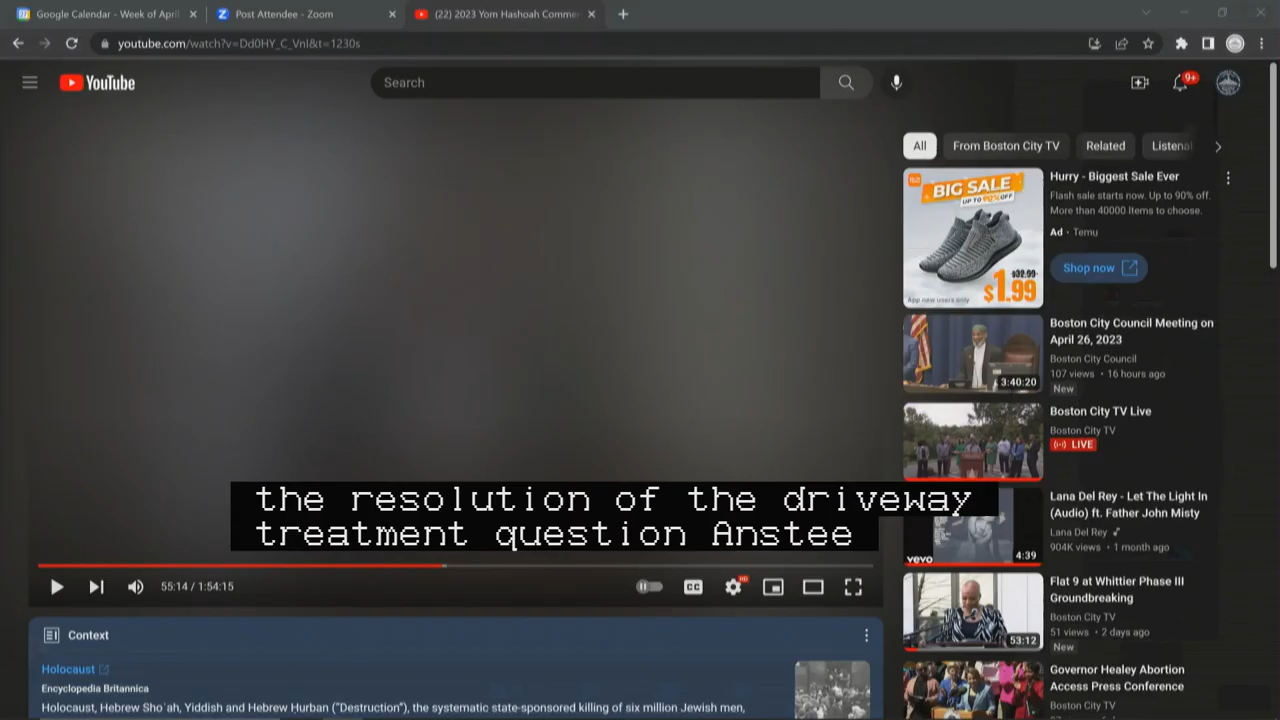 Google Calendar - Week of April
Post Attendee - Zoom
(22) 2023 Yom Hashoah Comme
youtube.com/watch?v=Dd0HY_C_VnI&t=1230s
YouTube
Search
9+
All
From Boston City TV
Related
Listenal
BIG SALE
UP TO 90% OFF
$32.99
$1.99
App new users only
Hurry - Biggest Sale Ever
Flash sale starts now. Up to 90% off.
More than 40000 Items to choose.
Ad · Temu
Shop now
3:40:20
Boston City Council Meeting on
April 26, 2023
Boston City Council
107 views • 16 hours ago
New
Boston City TV Live
Boston City TV
LIVE
the resolution of the driveway
treatment question Anstee
vevo
4:39
Lana Del Rey - Let The Light In
(Audio) ft. Father John Misty
Lana Del Rey
904K views • 1 month ago
55:14 / 1:54:15
CC
HD
53:12
Flat 9 at Whittier Phase III
Groundbreaking
Boston City TV
51 views • 2 days ago
New
Context
Holocaust
Encyclopedia Britannica
Holocaust, Hebrew Shoʾah, Yiddish and Hebrew Ḥurban (“Destruction”), the systematic state-sponsored killing of six million Jewish men,
Governor Healey Abortion
Access Press Conference
Boston City TV